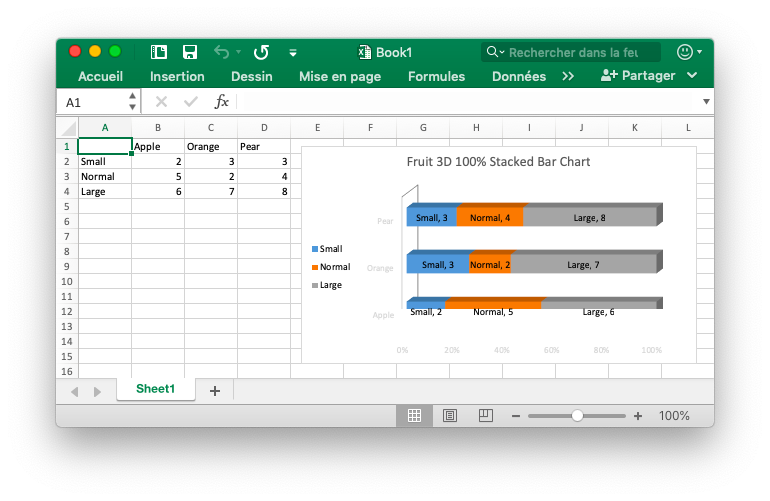 Book1
Rechercher dans la feu
Accueil Insertion Dessin Mise en page Formules Données >> Partager
A1 fx
A B C D E F G H I J K L
1 Apple Orange Pear
2 Small 2 3 3
3 Normal 5 2 4
4 Large 6 7 8
5
6
7
8
9
10
11
12
13
14
15
16
Fruit 3D 100% Stacked Bar Chart
Pear Small, 3 Normal, 4 Large, 8
Small
Normal
Large
Orange Small, 3 Normal, 2 Large, 7
Apple Small, 2 Normal, 5 Large, 6
0% 20% 40% 60% 80% 100%
Sheet1 +
100%